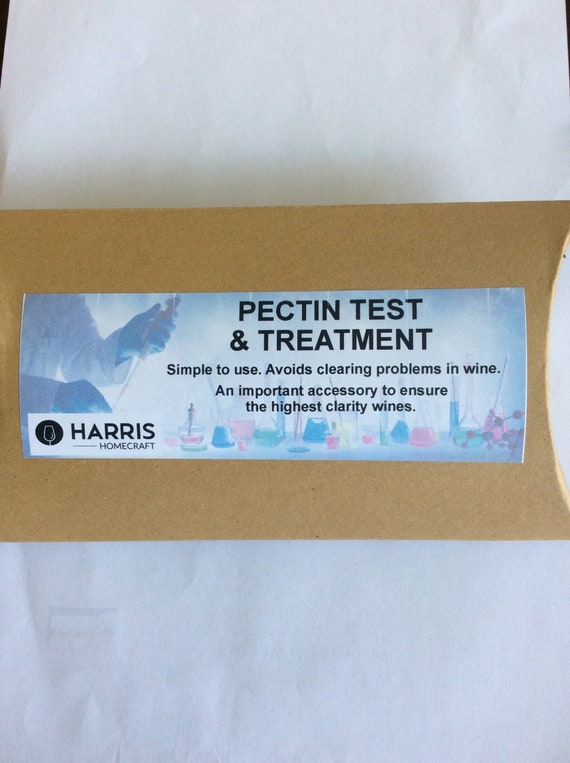 PECTIN TEST
& TREATMENT
Simple to use. Avoids clearing problems in wine.
An important accessory to ensure
the highest clarity wines.
HARRIS
HOMECRAFT